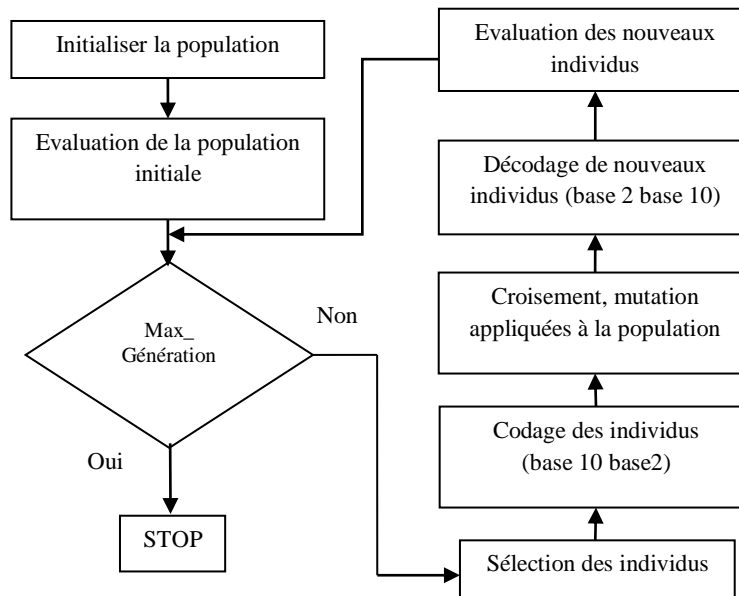 Initialiser la population
Evaluation de la population
initiale
Max_
Génération
Non
Oui
STOP
Evaluation des nouveaux
individus
Décodage de nouveaux
individus (base 2 base 10)
Croisement, mutation
appliquées à la population
Codage des individus
(base 10 base2)
Sélection des individus